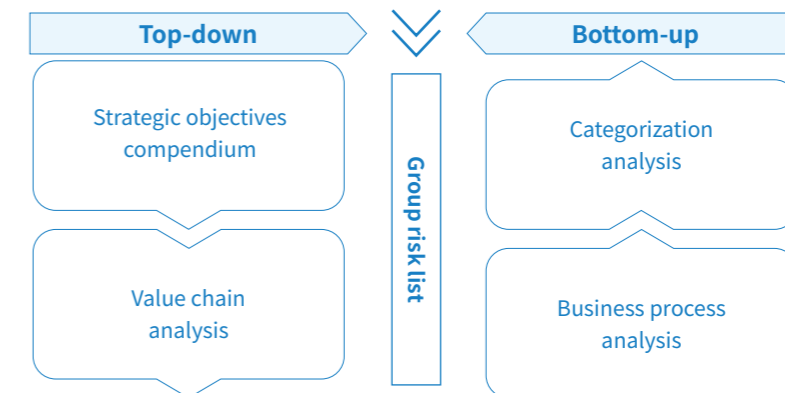 Top-down
Strategic objectives
compendium
Value chain
analysis
Group risk list
Bottom-up
Categorization
analysis
Business process
analysis